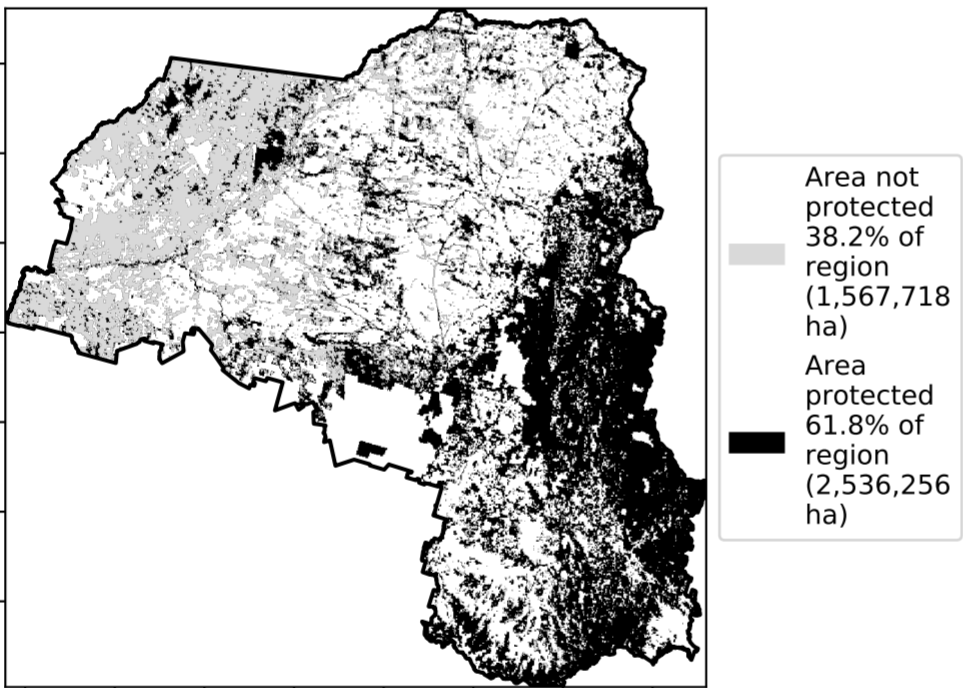 Area not
protected
38.2% of
region
(1,567,718
ha)
Area
protected
61.8% of
region
(2,536,256
ha)